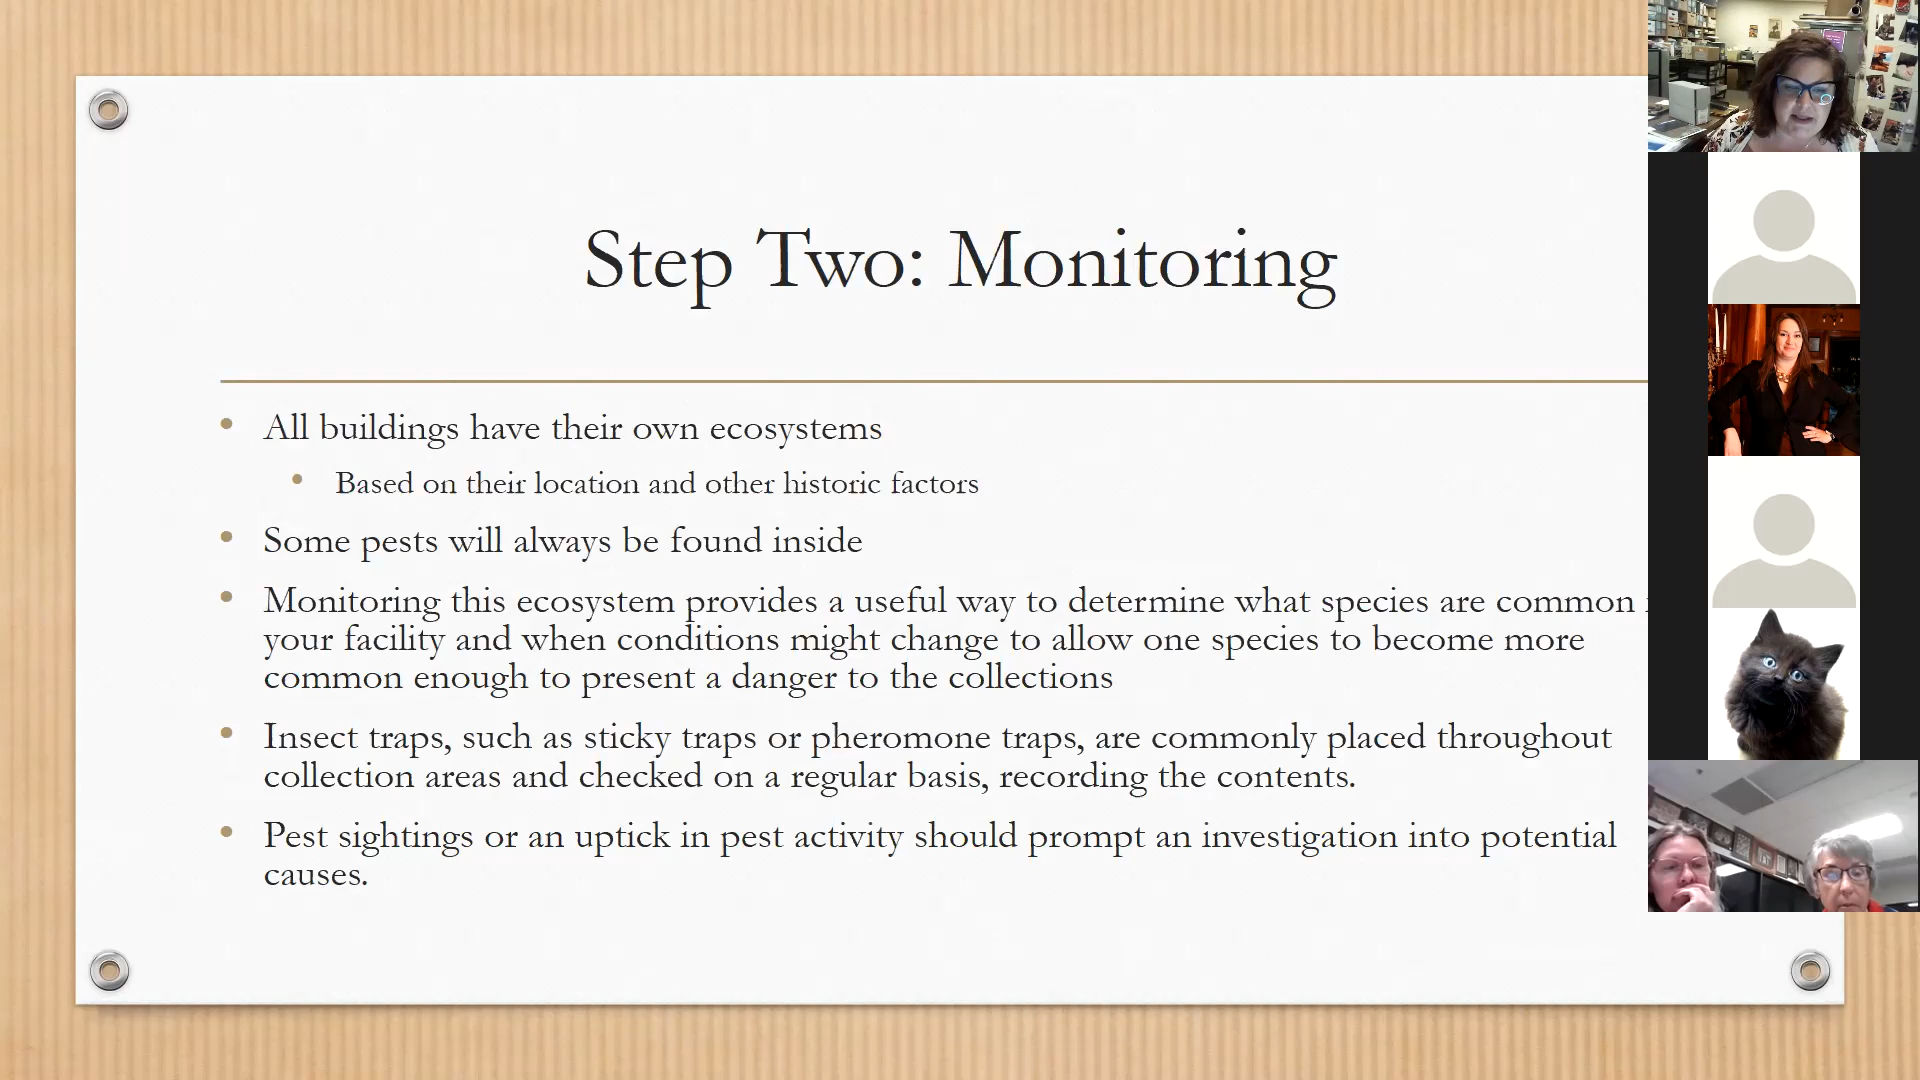 Step Two: Monitoring
All buildings have their own ecosystems
Based on their location and other historic factors
Some pests will always be found inside
Monitoring this ecosystem provides a useful way to determine what species are common
your facility and when conditions might change to allow one species to become more
common enough to present a danger to the collections
Insect traps, such as sticky traps or pheromone traps, are commonly placed throughout
collection areas and checked on a regular basis, recording the contents.
Pest sightings or an uptick in pest activity should prompt an investigation into potential
causes.